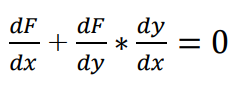 dF/dx + dF/dy * dy/dx = 0